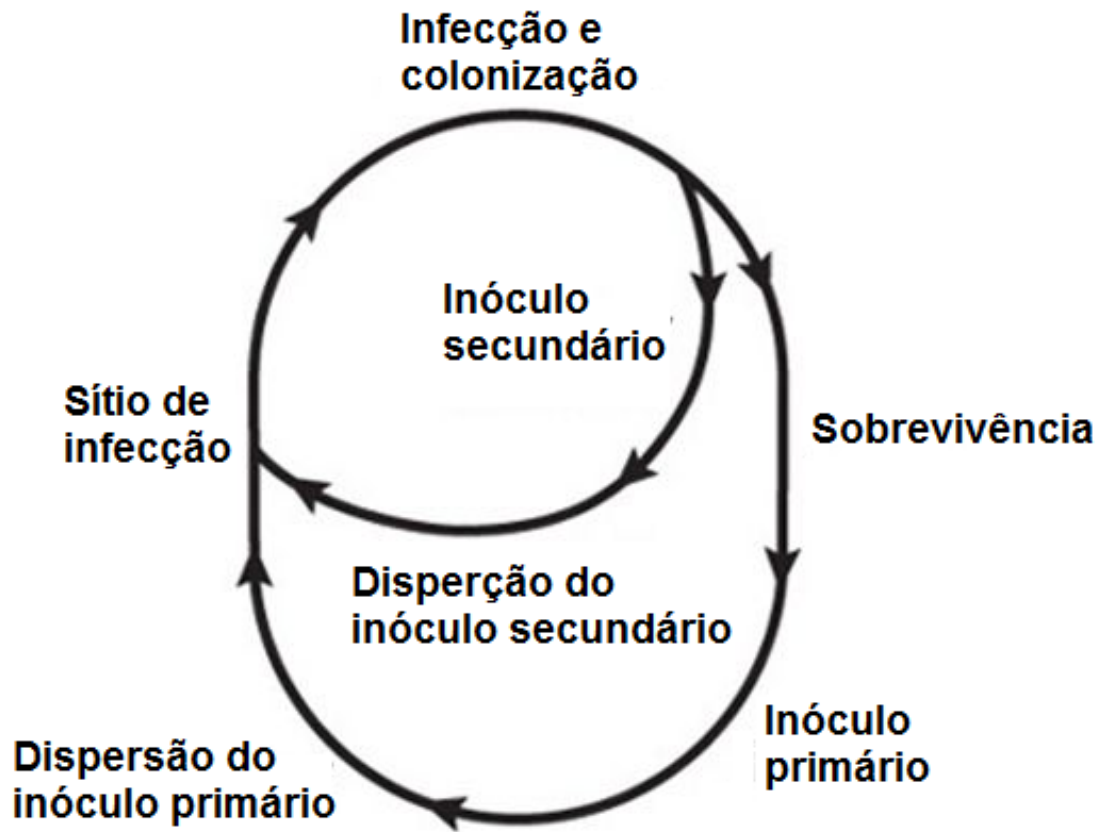 Infecção e
colonização
Inóculo
secundário
Sítio de
infecção
Sobrevivência
Disperção do
inóculo secundário
Inóculo
primário
Dispersão do
inóculo primário